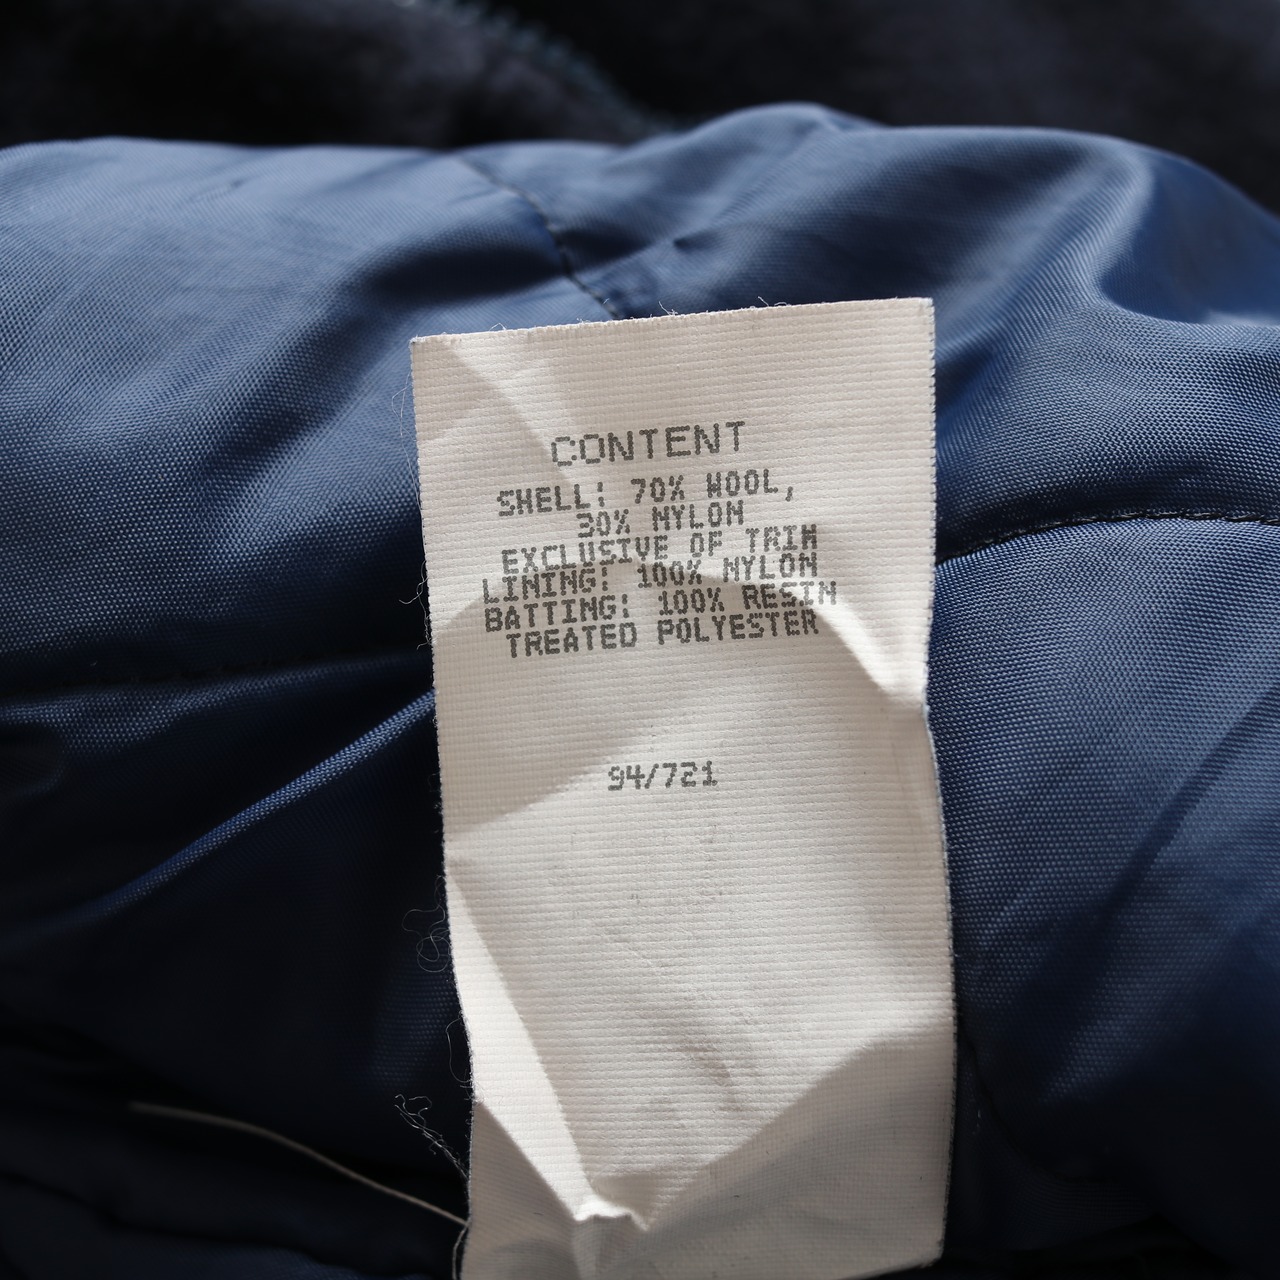 CONTENT
SHELL: 70% WOOL,
30% NYLON
EXCLUSIVE OF TRIM
LINING: 100% NYLON
BATTING: 100% RESIN
TREATED POLYESTER
94/721